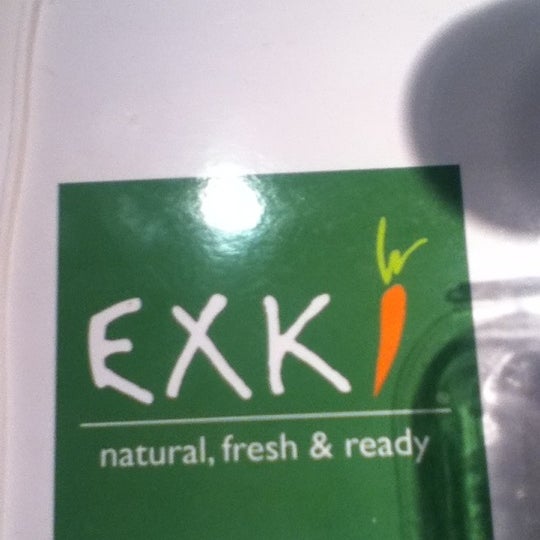 EXKi
natural, fresh & ready